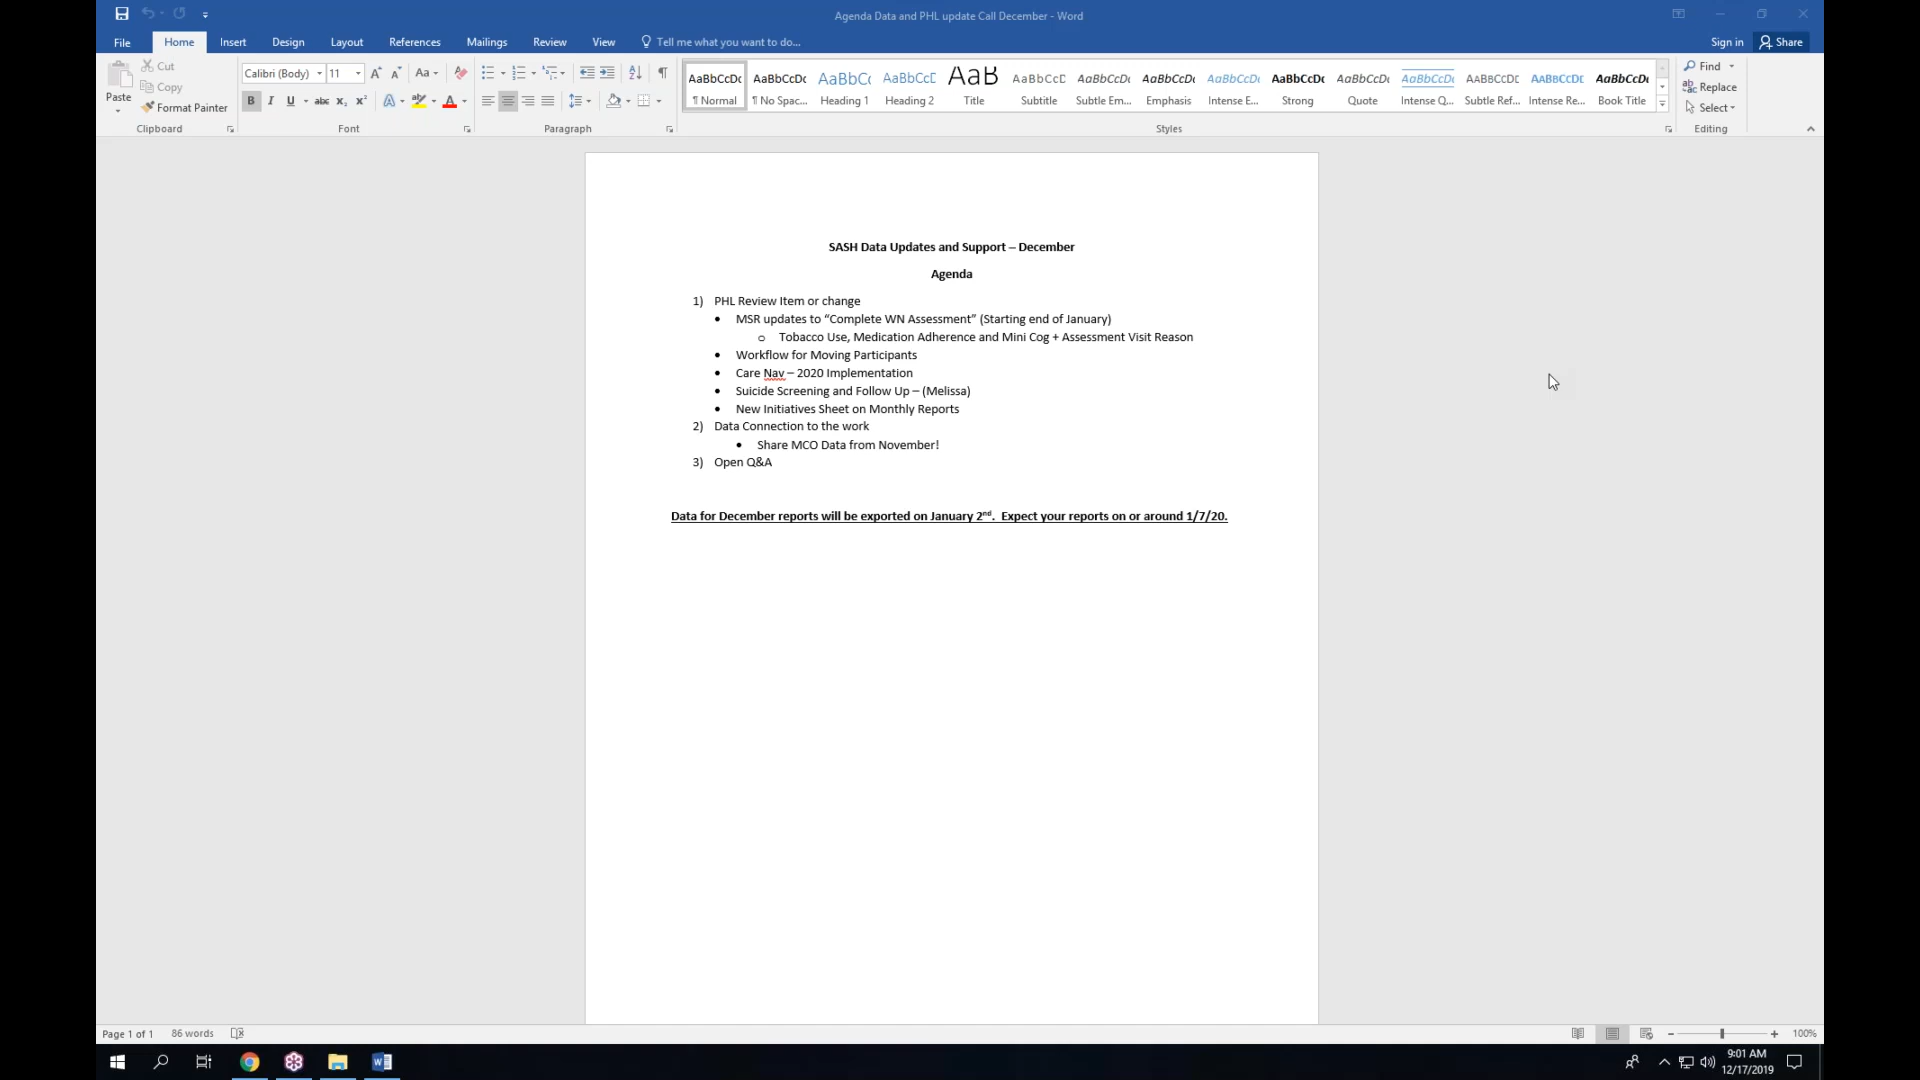 Agenda Data and PHL update Call December - Word
File Home Insert Design Layout References Mailings Review View Tell me what you want to do... Sign in Share
Paste
Cut
Copy
Format Painter
Clipboard
Calibri (Body) 11
Font
Paragraph
AaBbCcDc AaBbCcDc AaBbC( AaBbCcD AaB AaBbCcD AaBbCcDc AaBbCcDc AaBbCcDc AaBbCcDc AaBbCcDc AaBbCcDc AABBCCDC AABBCCDC AaBbCcDc
¶ Normal ¶ No Spac... Heading 1 Heading 2 Title Subtitle Subtle Em... Emphasis Intense E... Strong Quote Intense Q... Subtle Ref... Intense Re... Book Title
Styles
Find
Replace
Select
Editing
SASH Data Updates and Support – December
Agenda
1) PHL Review Item or change
• MSR updates to “Complete WN Assessment” (Starting end of January)
o Tobacco Use, Medication Adherence and Mini Cog + Assessment Visit Reason
• Workflow for Moving Participants
• Care Nav – 2020 Implementation
• Suicide Screening and Follow Up – (Melissa)
• New Initiatives Sheet on Monthly Reports
2) Data Connection to the work
• Share MCO Data from November!
3) Open Q&A
Data for December reports will be exported on January 2nd. Expect your reports on or around 1/7/20.
Page 1 of 1 86 words 100%
9:01 AM
12/17/2019